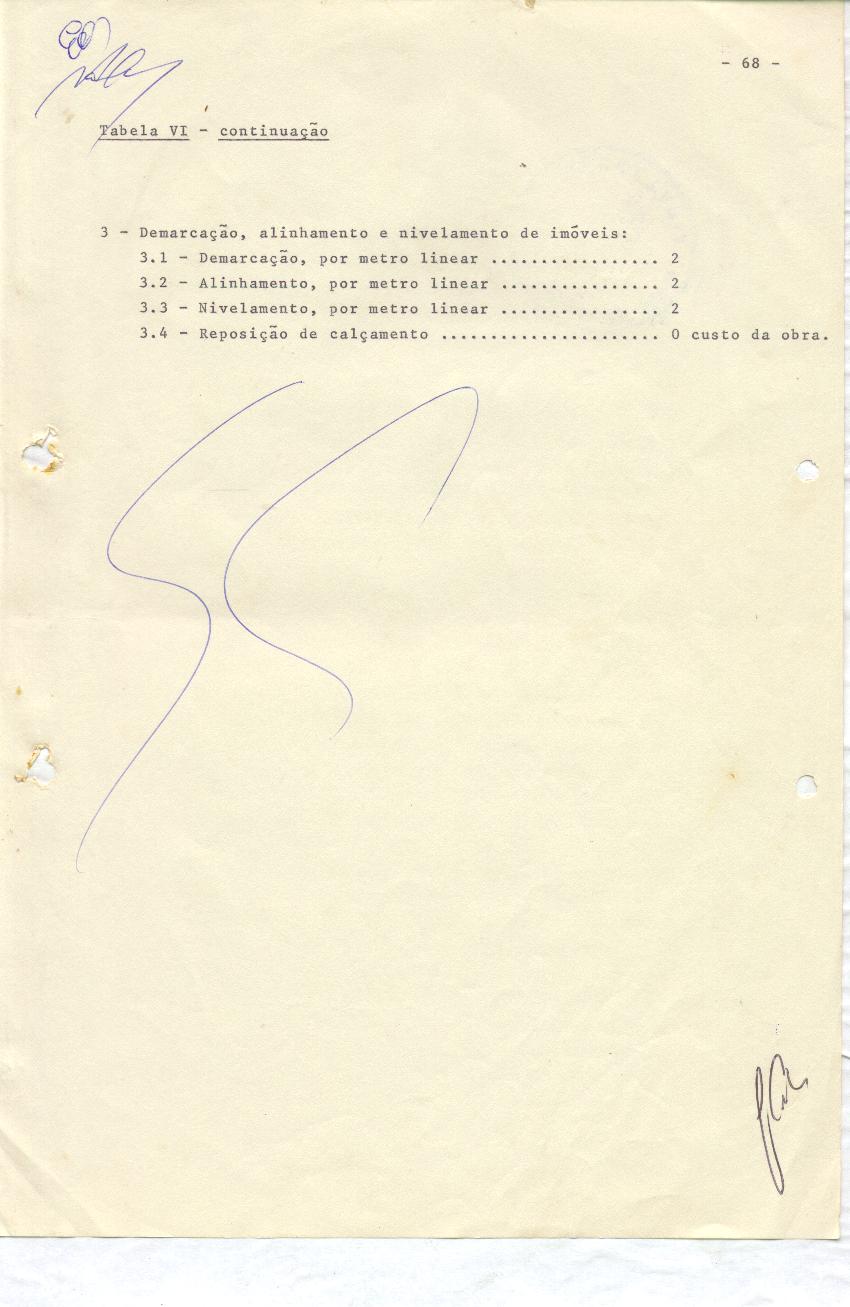 - 68 -
Tabela VI - continuação
3 - Demarcação, alinhamento e nivelamento de imóveis:
3.1 - Demarcação, por metro linear ................. 2
3.2 - Alinhamento, por metro linear ................ 2
3.3 - Nivelamento, por metro linear ................ 2
3.4 - Reposição de calçamento ...................... O custo da obra.